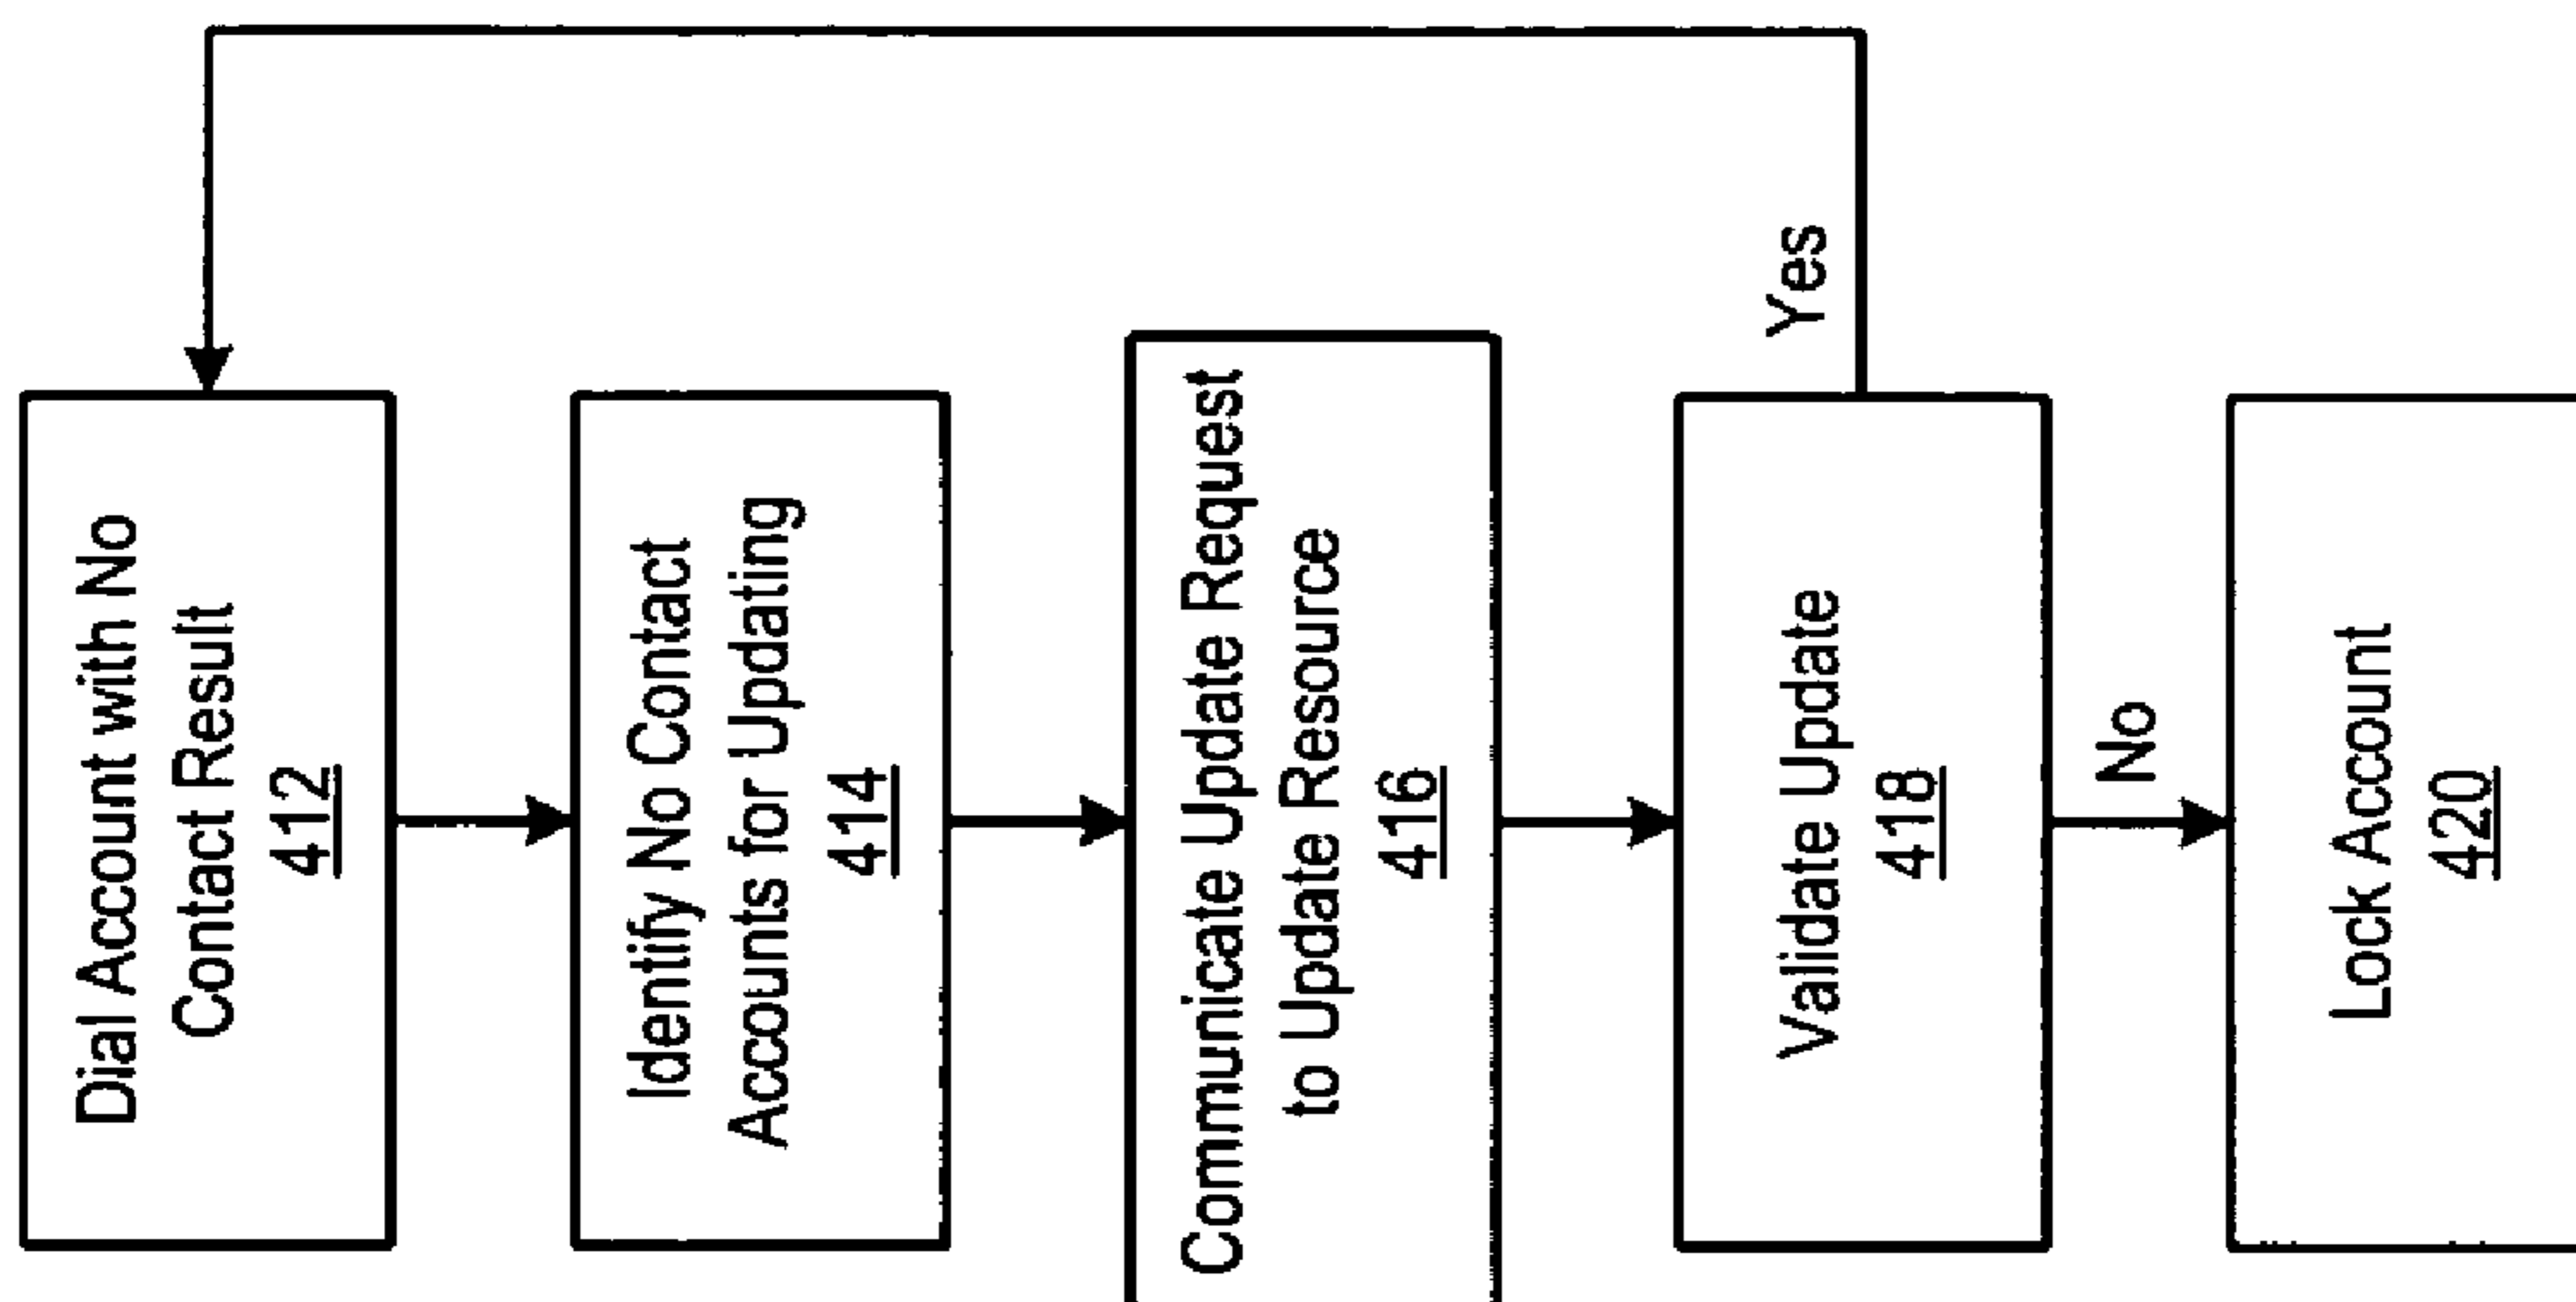 Dial Account with No
Contact Result
412
Identify No Contact
Accounts for Updating
414
Communicate Update Request
to Update Resource
416
Validate Update
418
Yes
No
Lock Account
420